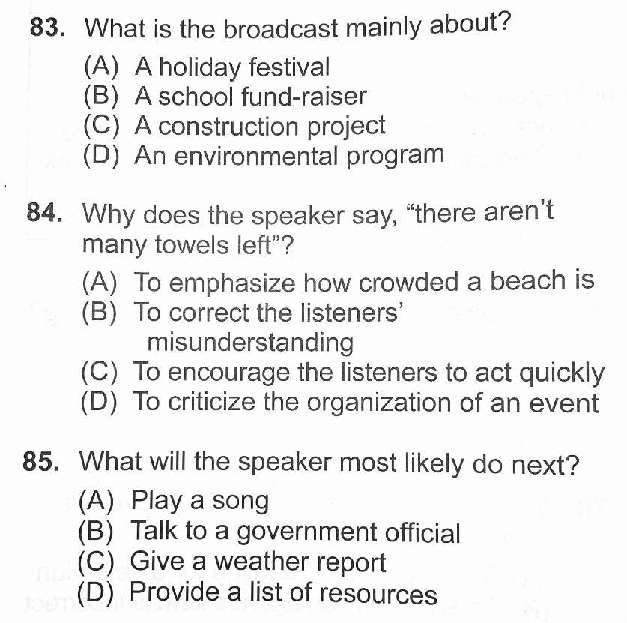 83. What is the broadcast mainly about?
(A) A holiday festival
(B) A school fund-raiser
(C) A construction project
(D) An environmental program
84. Why does the speaker say, “there aren't
many towels left”?
(A) To emphasize how crowded a beach is
(B) To correct the listeners’
misunderstanding
(C) To encourage the listeners to act quickly
(D) To criticize the organization of an event
85. What will the speaker most likely do next?
(A) Play a song
(B) Talk to a government official
(C) Give a weather report
(D) Provide a list of resources